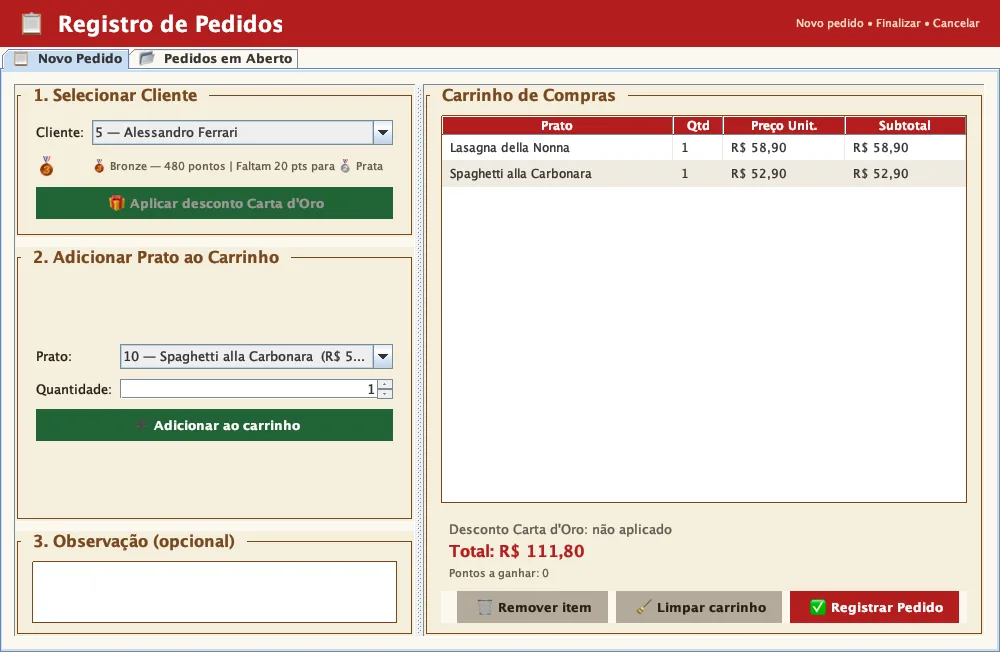 Registro de Pedidos
Novo pedido • Finalizar • Cancelar
Novo Pedido
Pedidos em Aberto
1. Selecionar Cliente
Cliente: 5 — Alessandro Ferrari
Bronze — 480 pontos | Faltam 20 pts para Prata
Aplicar desconto Carta d'Oro
2. Adicionar Prato ao Carrinho
Prato: 10 — Spaghetti alla Carbonara (R$ 5...
Quantidade: 1
Adicionar ao carrinho
3. Observação (opcional)
Carrinho de Compras
Prato Qtd Preço Unit. Subtotal
Lasagna della Nonna 1 R$ 58,90 R$ 58,90
Spaghetti alla Carbonara 1 R$ 52,90 R$ 52,90
Desconto Carta d'Oro: não aplicado
Total: R$ 111,80
Pontos a ganhar: 0
Remover item
Limpar carrinho
Registrar Pedido